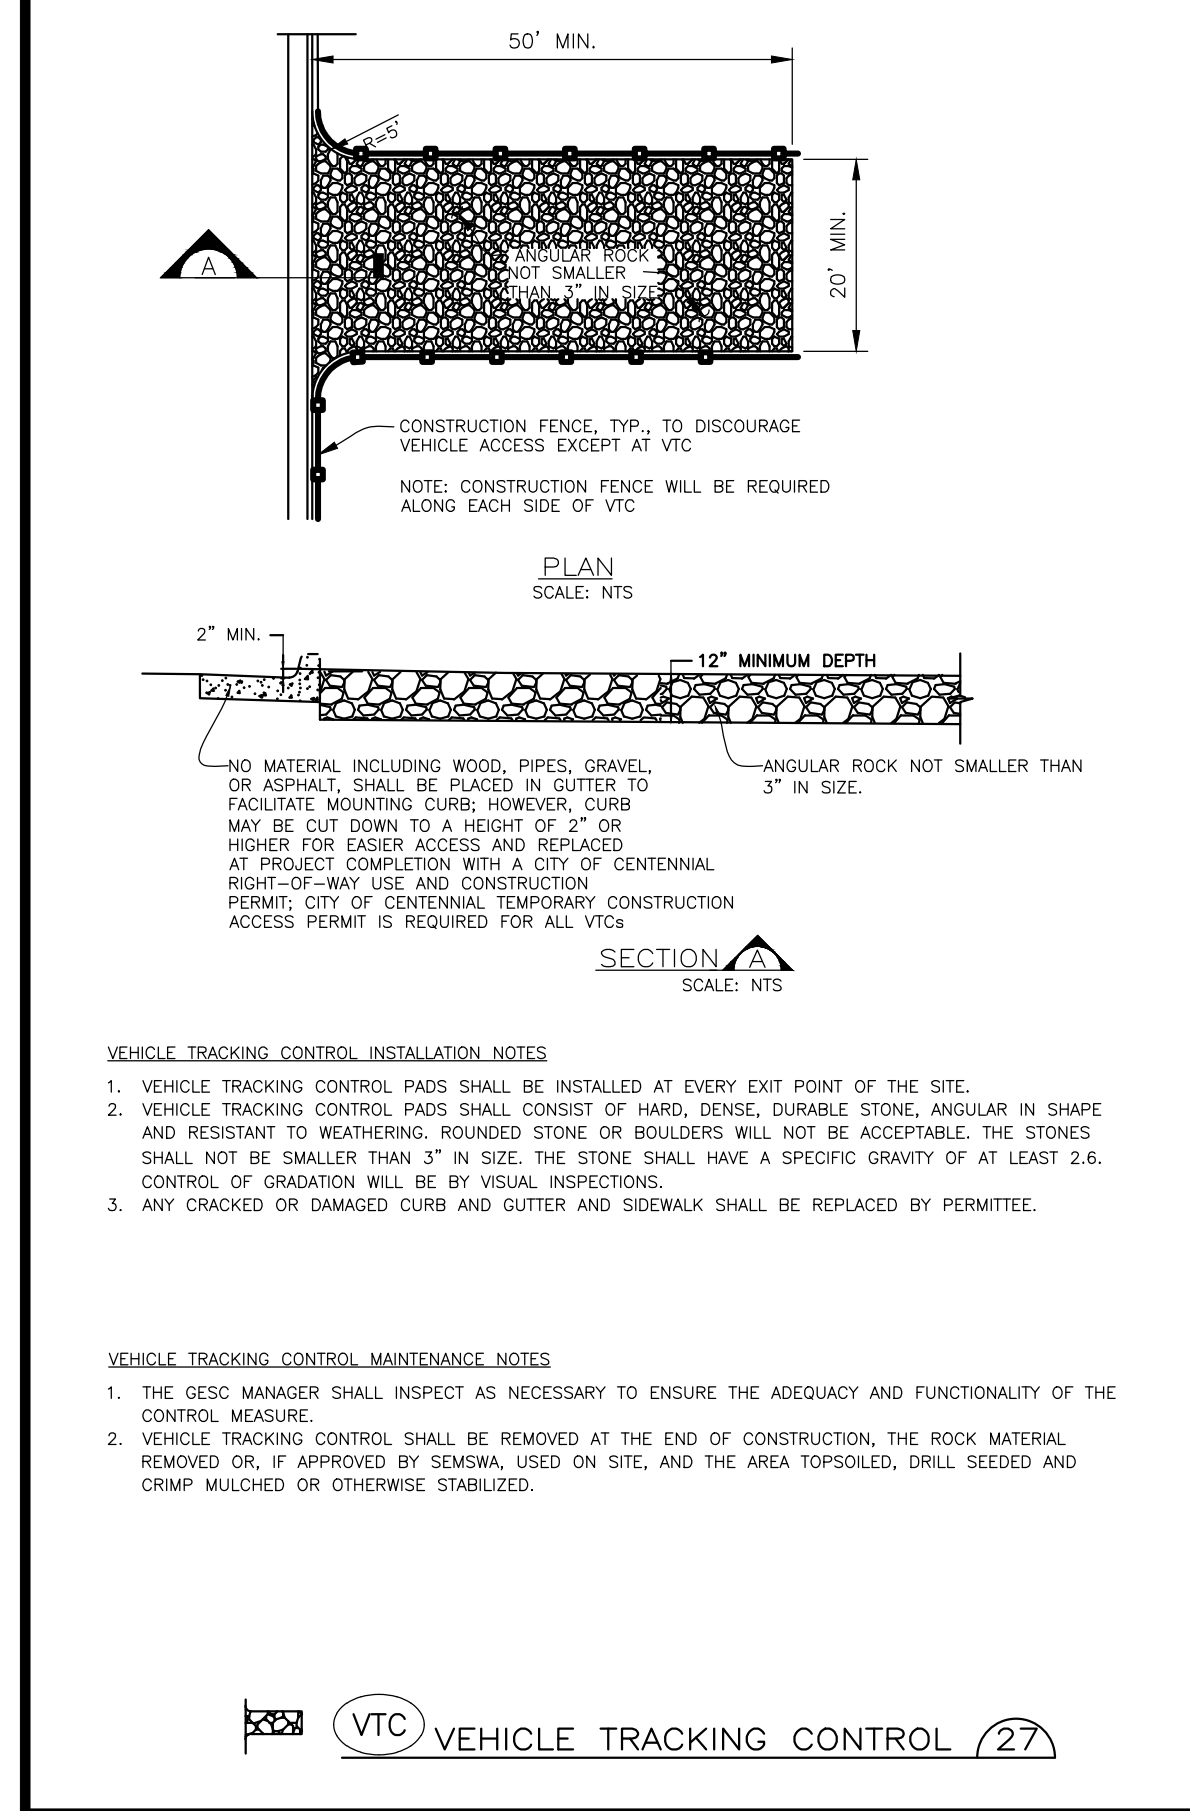 50' MIN.
R=5'
20' MIN.
A
ANGULAR ROCK
NOT SMALLER
THAN 3" IN SIZE
CONSTRUCTION FENCE, TYP., TO DISCOURAGE
VEHICLE ACCESS EXCEPT AT VTC
NOTE: CONSTRUCTION FENCE WILL BE REQUIRED
ALONG EACH SIDE OF VTC
PLAN
SCALE: NTS
2" MIN.
12" MINIMUM DEPTH
NO MATERIAL INCLUDING WOOD, PIPES, GRAVEL,
OR ASPHALT, SHALL BE PLACED IN GUTTER TO
FACILITATE MOUNTING CURB; HOWEVER, CURB
MAY BE CUT DOWN TO A HEIGHT OF 2" OR
HIGHER FOR EASIER ACCESS AND REPLACED
AT PROJECT COMPLETION WITH A CITY OF CENTENNIAL
RIGHT-OF-WAY USE AND CONSTRUCTION
PERMIT; CITY OF CENTENNIAL TEMPORARY CONSTRUCTION
ACCESS PERMIT IS REQUIRED FOR ALL VTCs
ANGULAR ROCK NOT SMALLER THAN
3" IN SIZE.
SECTION A
SCALE: NTS
VEHICLE TRACKING CONTROL INSTALLATION NOTES
1. VEHICLE TRACKING CONTROL PADS SHALL BE INSTALLED AT EVERY EXIT POINT OF THE SITE.
2. VEHICLE TRACKING CONTROL PADS SHALL CONSIST OF HARD, DENSE, DURABLE STONE, ANGULAR IN SHAPE
AND RESISTANT TO WEATHERING. ROUNDED STONE OR BOULDERS WILL NOT BE ACCEPTABLE. THE STONES
SHALL NOT BE SMALLER THAN 3" IN SIZE. THE STONE SHALL HAVE A SPECIFIC GRAVITY OF AT LEAST 2.6.
CONTROL OF GRADATION WILL BE BY VISUAL INSPECTIONS.
3. ANY CRACKED OR DAMAGED CURB AND GUTTER AND SIDEWALK SHALL BE REPLACED BY PERMITTEE.
VEHICLE TRACKING CONTROL MAINTENANCE NOTES
1. THE GESC MANAGER SHALL INSPECT AS NECESSARY TO ENSURE THE ADEQUACY AND FUNCTIONALITY OF THE
CONTROL MEASURE.
2. VEHICLE TRACKING CONTROL SHALL BE REMOVED AT THE END OF CONSTRUCTION, THE ROCK MATERIAL
REMOVED OR, IF APPROVED BY SEMSWA, USED ON SITE, AND THE AREA TOPSOILED, DRILL SEEDED AND
CRIMP MULCHED OR OTHERWISE STABILIZED.
VTC VEHICLE TRACKING CONTROL 27